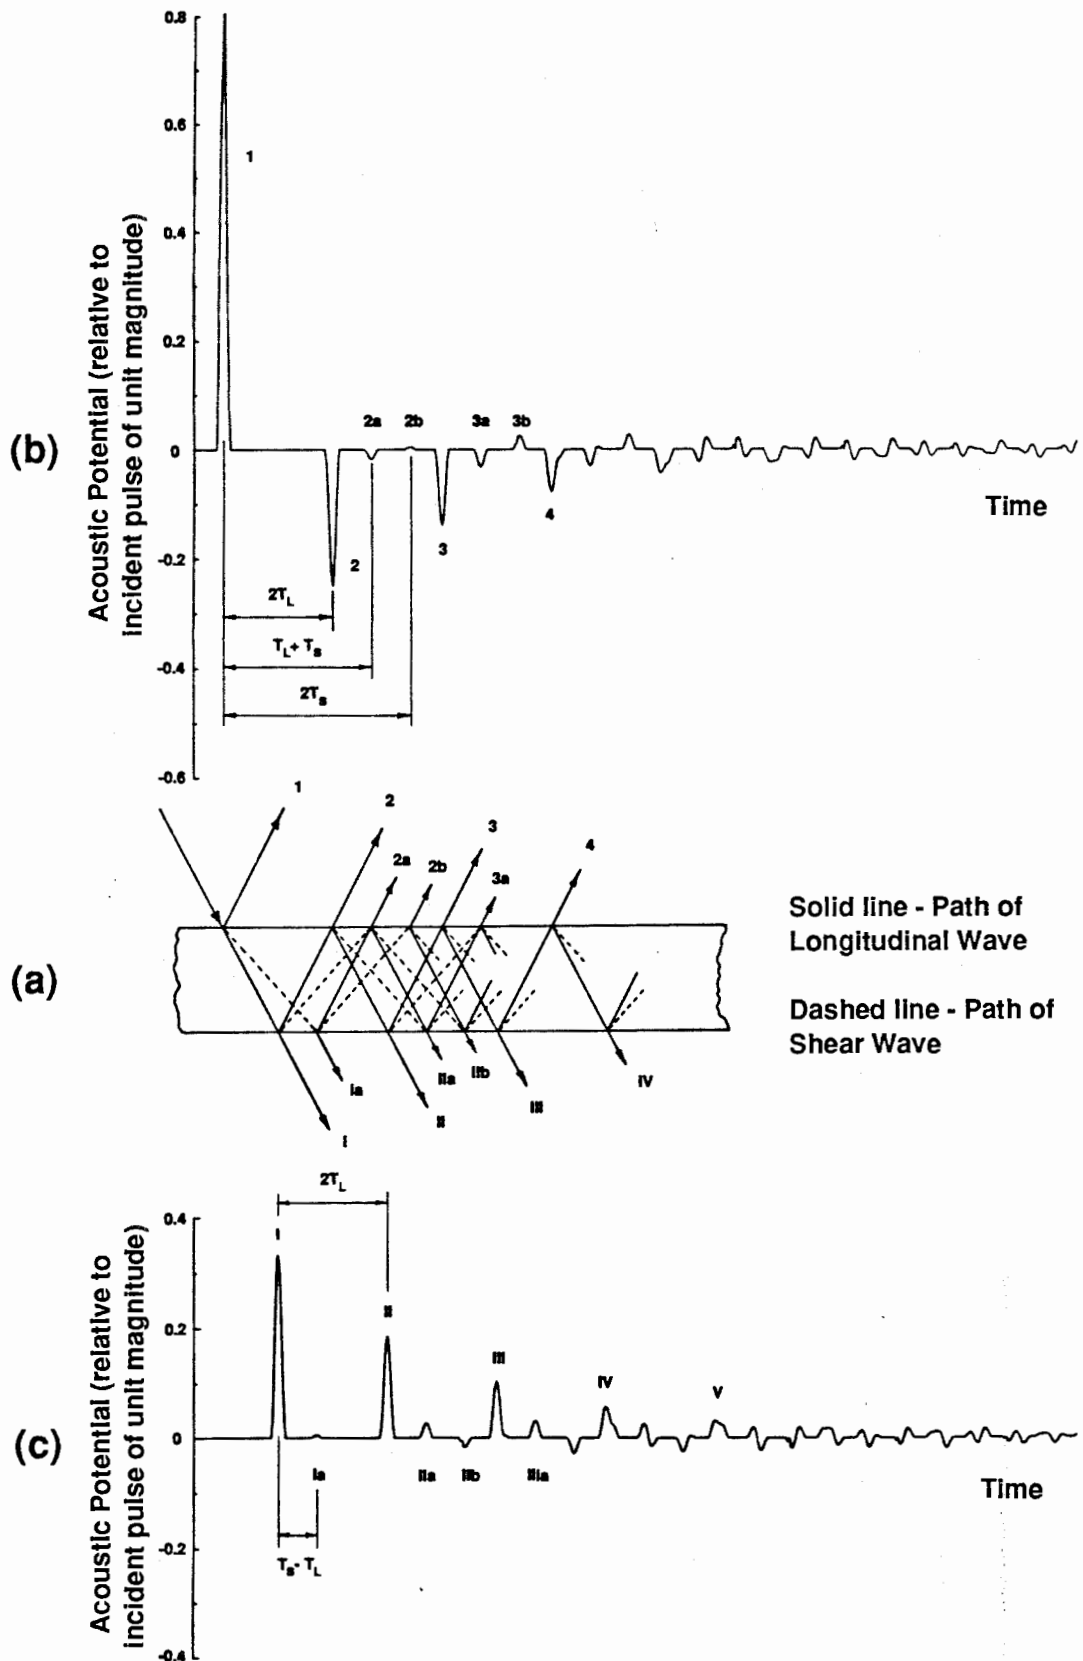 0.8
0.6
0.4
0.2
0
-0.2
-0.4
-0.6
(b)
Acoustic Potential (relative to
incident pulse of unit magnitude)
1
2
2a
2b
3
3a
3b
4
Time
2T_L
T_L+ T_s
2T_s
(a)
1
2
2a
2b
3
3a
4
Solid line - Path of
Longitudinal Wave
Dashed line - Path of
Shear Wave
I
Ia
II
IIa
IIb
III
IV
(c)
Acoustic Potential (relative to
incident pulse of unit magnitude)
0.4
0.2
0
-0.2
-0.4
2T_L
I
II
III
IV
V
Ia
IIa
IIb
IIIa
Time
T_s- T_L